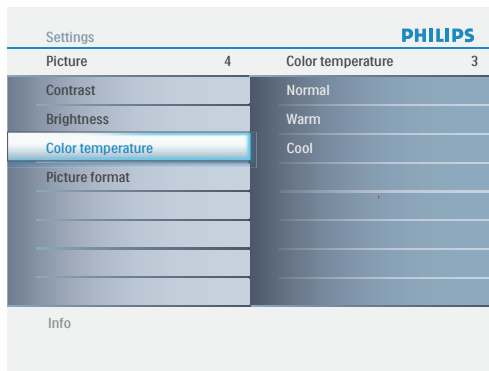 Settings
PHILIPS
Picture 4
Color temperature 3
Contrast
Normal
Brightness
Warm
Color temperature
Cool
Picture format
Info